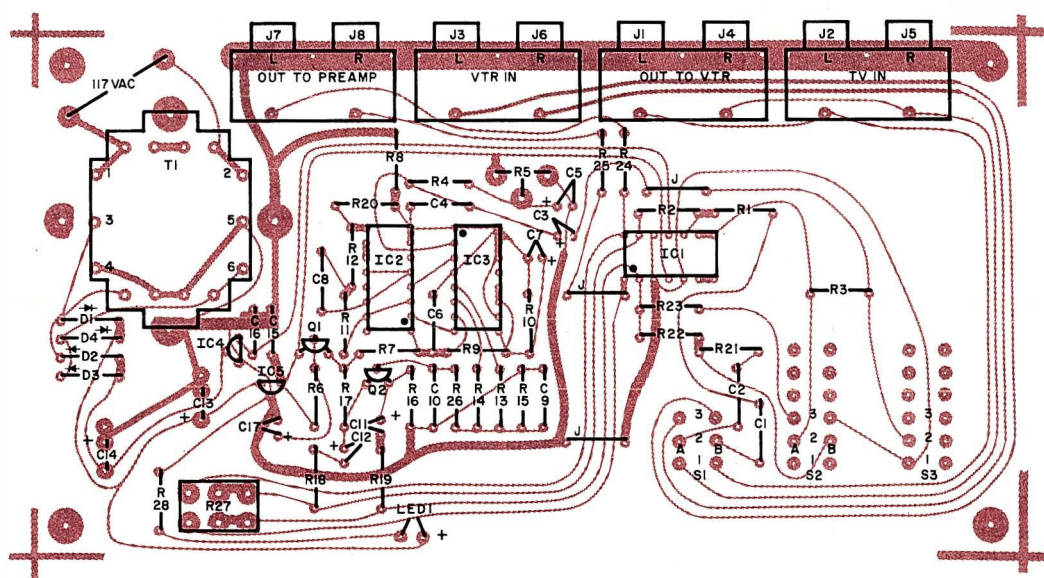 J7 J8 J3 J6 J1 J4 J2 J5
L R L R L R L R
OUT TO PREAMP VTR IN OUT TO VTR TV IN
117 VAC
T1
1 2
3 5
4 6
R8
R25
R24
R4
R5
C5
+
J
R20
C4
C3
+
R2
R1
R12
IC2
IC3
C7
+
IC1
C8
J
R3
R11
C6
R10
R23
D1
D4
D2
D3
C16
C15
Q1
IC4
R7
R9
R22
R21
IC5
R6
R17
Q2
R16
C10
R26
R14
R13
R15
C9
C2
C1
C13
+
C14
+
C17
+
C11
+
C12
+
J
3 3 3
A 2 B A 2 B 2
1 1 1
S1 S2 S3
R28
R27
R18
R19
LED1
+